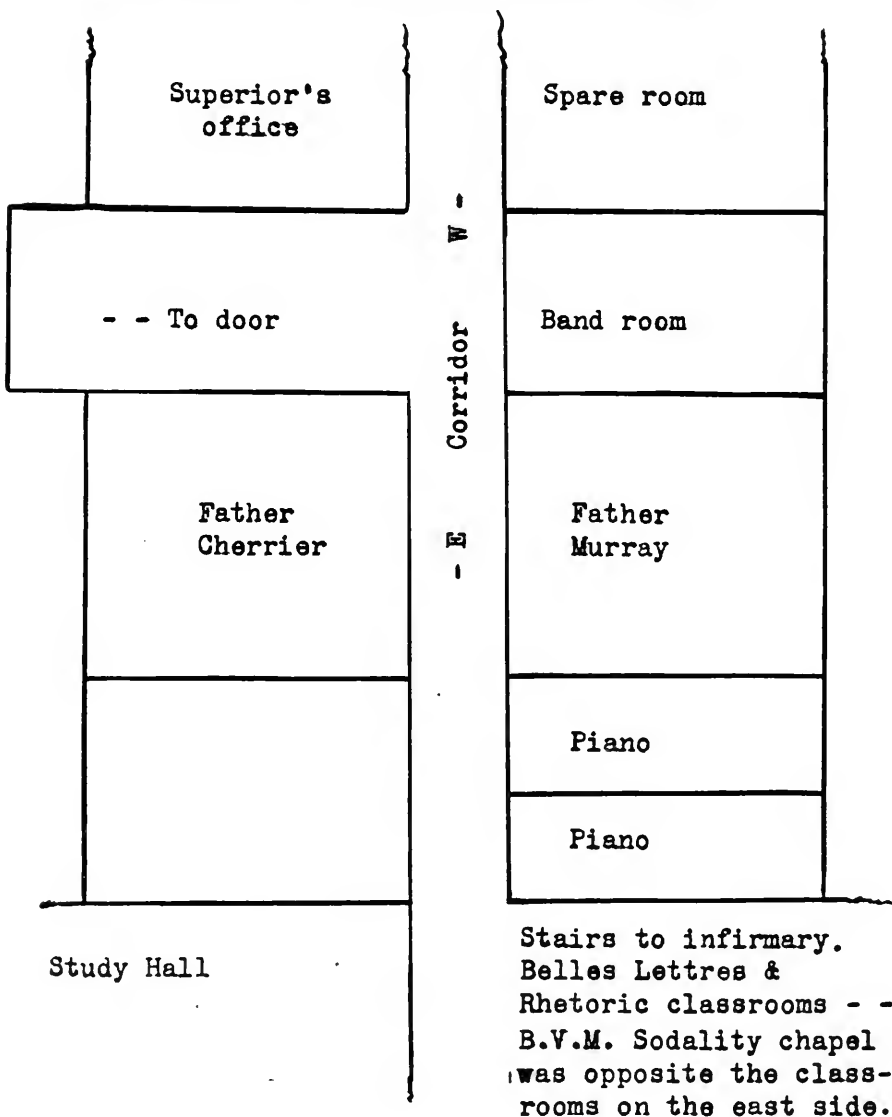 Superior's
office
Spare room
- - To door
- E Corridor W -
Band room
Father
Cherrier
Father
Murray
Piano
Piano
Study Hall
Stairs to infirmary.
Belles Lettres &
Rhetoric classrooms - -
B.V.M. Sodality chapel
was opposite the class-
rooms on the east side.